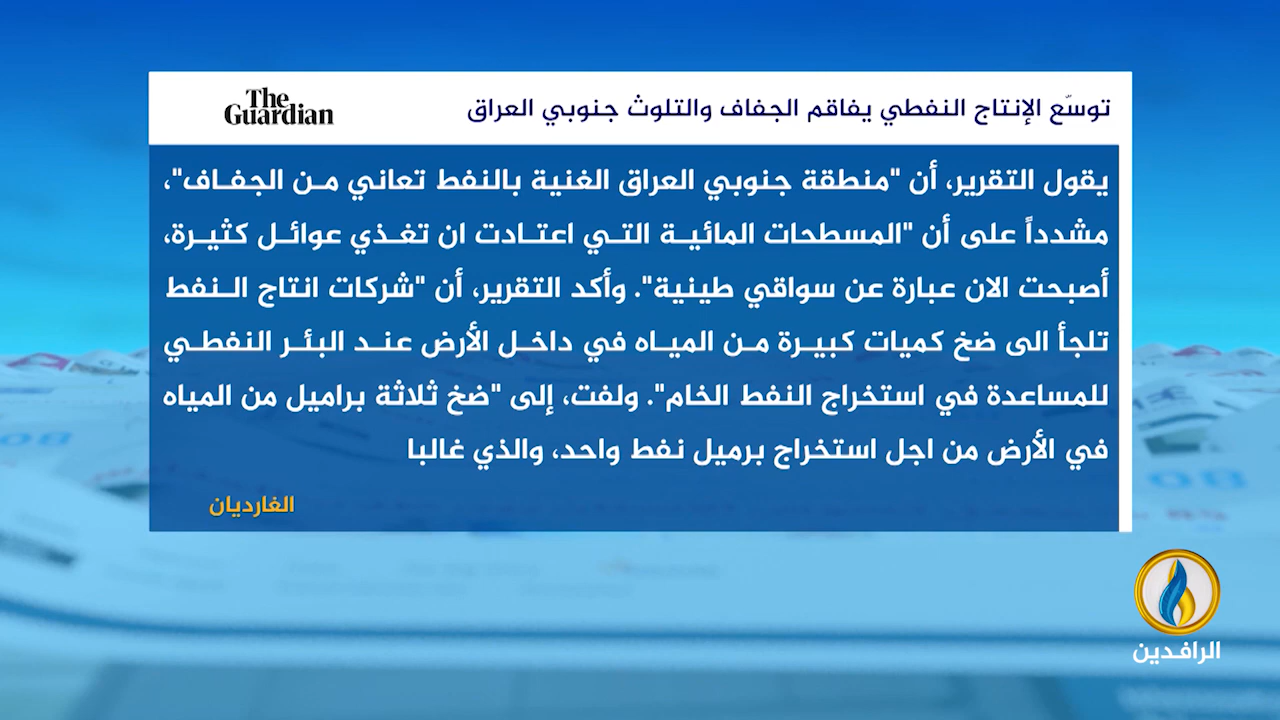 توسّع الإنتاج النفطي يفاقم الجفاف والتلوث جنوبي العراق
The
Guardian
يقول التقرير، أن "منطقة جنوبي العراق الغنية بالنفط تعاني من الجفاف"،
مشدداً على أن "المسطحات المائية التي اعتادت ان تغذي عوائل كثيرة،
أصبحت الان عبارة عن سواقي طينية". وأكد التقرير، أن "شركات انتاج النفط
تلجأ الى ضخ كميات كبيرة من المياه في داخل الأرض عند البئر النفطي
للمساعدة في استخراج النفط الخام". ولفت، إلى "ضخ ثلاثة براميل من المياه
في الأرض من اجل استخراج برميل نفط واحد، والذي غالبا
الغارديان
الرافدين